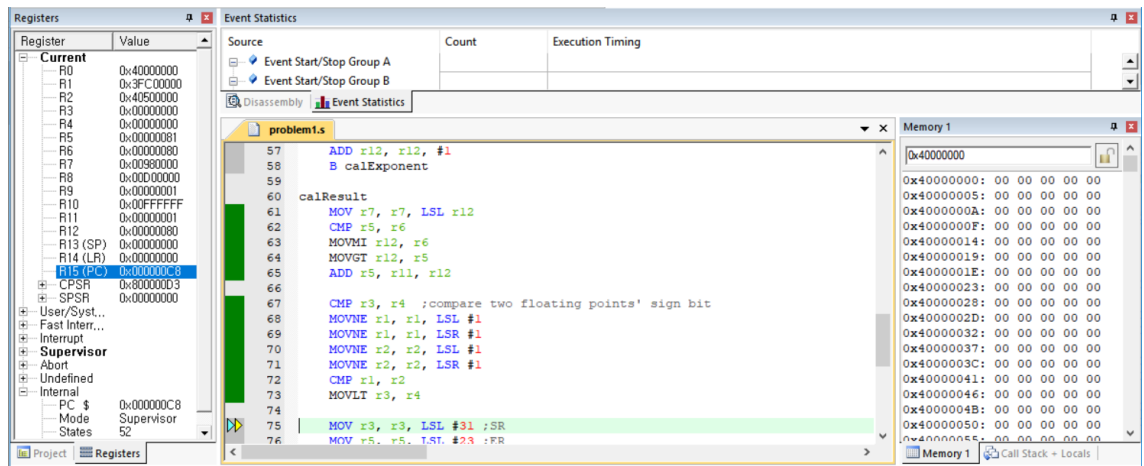 Registers
Register Value
Current
R0 0x40000000
R1 0x3FC00000
R2 0x40500000
R3 0x00000000
R4 0x00000000
R5 0x00000081
R6 0x00000080
R7 0x00980000
R8 0x00D00000
R9 0x00000001
R10 0x00FFFFFF
R11 0x00000001
R12 0x00000080
R13 (SP) 0x00000000
R14 (LR) 0x00000000
R15 (PC) 0x000000C8
CPSR 0x800000D3
SPSR 0x00000000
User/Syst...
Fast Interr...
Interrupt
Supervisor
Abort
Undefined
Internal
PC $ 0x000000C8
Mode Supervisor
States 52
Project Registers
Event Statistics
Source Count Execution Timing
Event Start/Stop Group A
Event Start/Stop Group B
Disassembly Event Statistics
problem1.s
57 ADD r12, r12, #1
58 B calExponent
59
60 calResult
61 MOV r7, r7, LSL r12
62 CMP r5, r6
63 MOVMI r12, r6
64 MOVGT r12, r5
65 ADD r5, r11, r12
66
67 CMP r3, r4 ;compare two floating points' sign bit
68 MOVNE r1, r1, LSL #1
69 MOVNE r1, r1, LSR #1
70 MOVNE r2, r2, LSL #1
71 MOVNE r2, r2, LSR #1
72 CMP r1, r2
73 MOVLT r3, r4
74
75 MOV r3, r3, LSL #31 ;SR
76 MOV r5, r5, LSL #23 ;ER
Memory 1
0x40000000
0x40000000: 00 00 00 00 00
0x40000005: 00 00 00 00 00
0x4000000A: 00 00 00 00 00
0x4000000F: 00 00 00 00 00
0x40000014: 00 00 00 00 00
0x40000019: 00 00 00 00 00
0x4000001E: 00 00 00 00 00
0x40000023: 00 00 00 00 00
0x40000028: 00 00 00 00 00
0x4000002D: 00 00 00 00 00
0x40000032: 00 00 00 00 00
0x40000037: 00 00 00 00 00
0x4000003C: 00 00 00 00 00
0x40000041: 00 00 00 00 00
0x40000046: 00 00 00 00 00
0x4000004B: 00 00 00 00 00
0x40000050: 00 00 00 00 00
0x40000055: 00 00 00 00 00
Memory 1 Call Stack + Locals